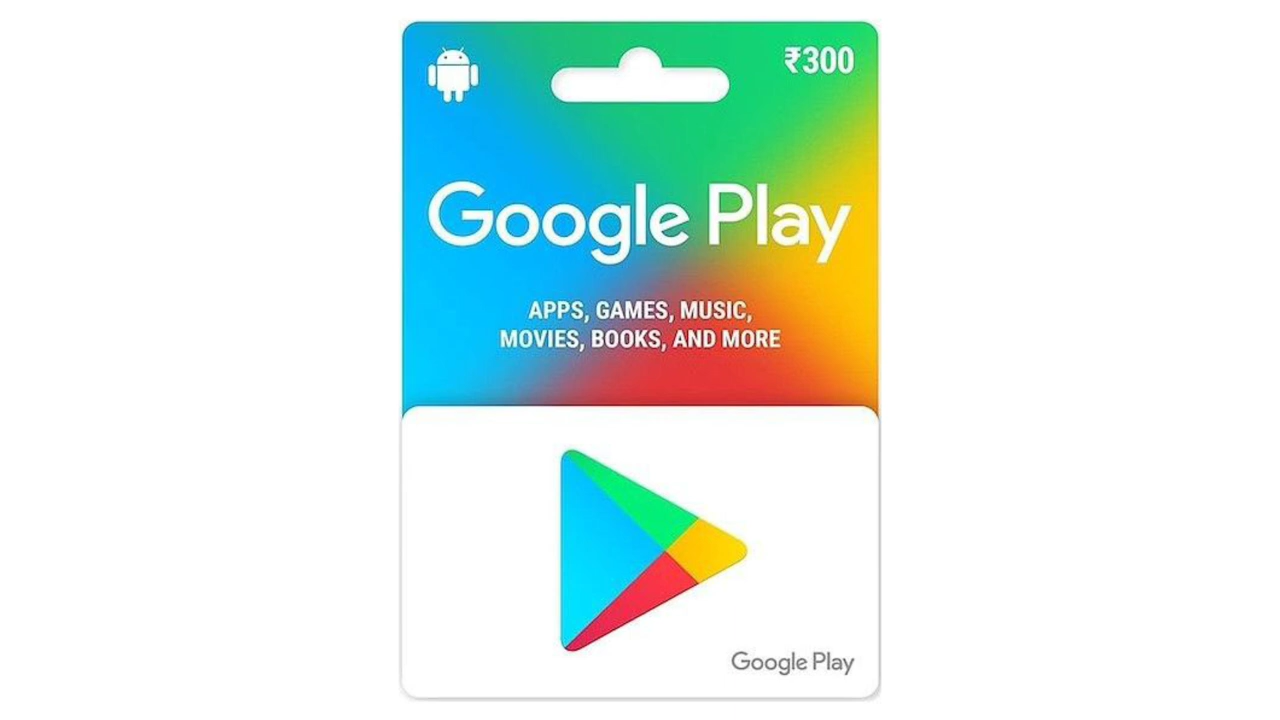 ₹300
Google Play
APPS, GAMES, MUSIC,
MOVIES, BOOKS, AND MORE
Google Play